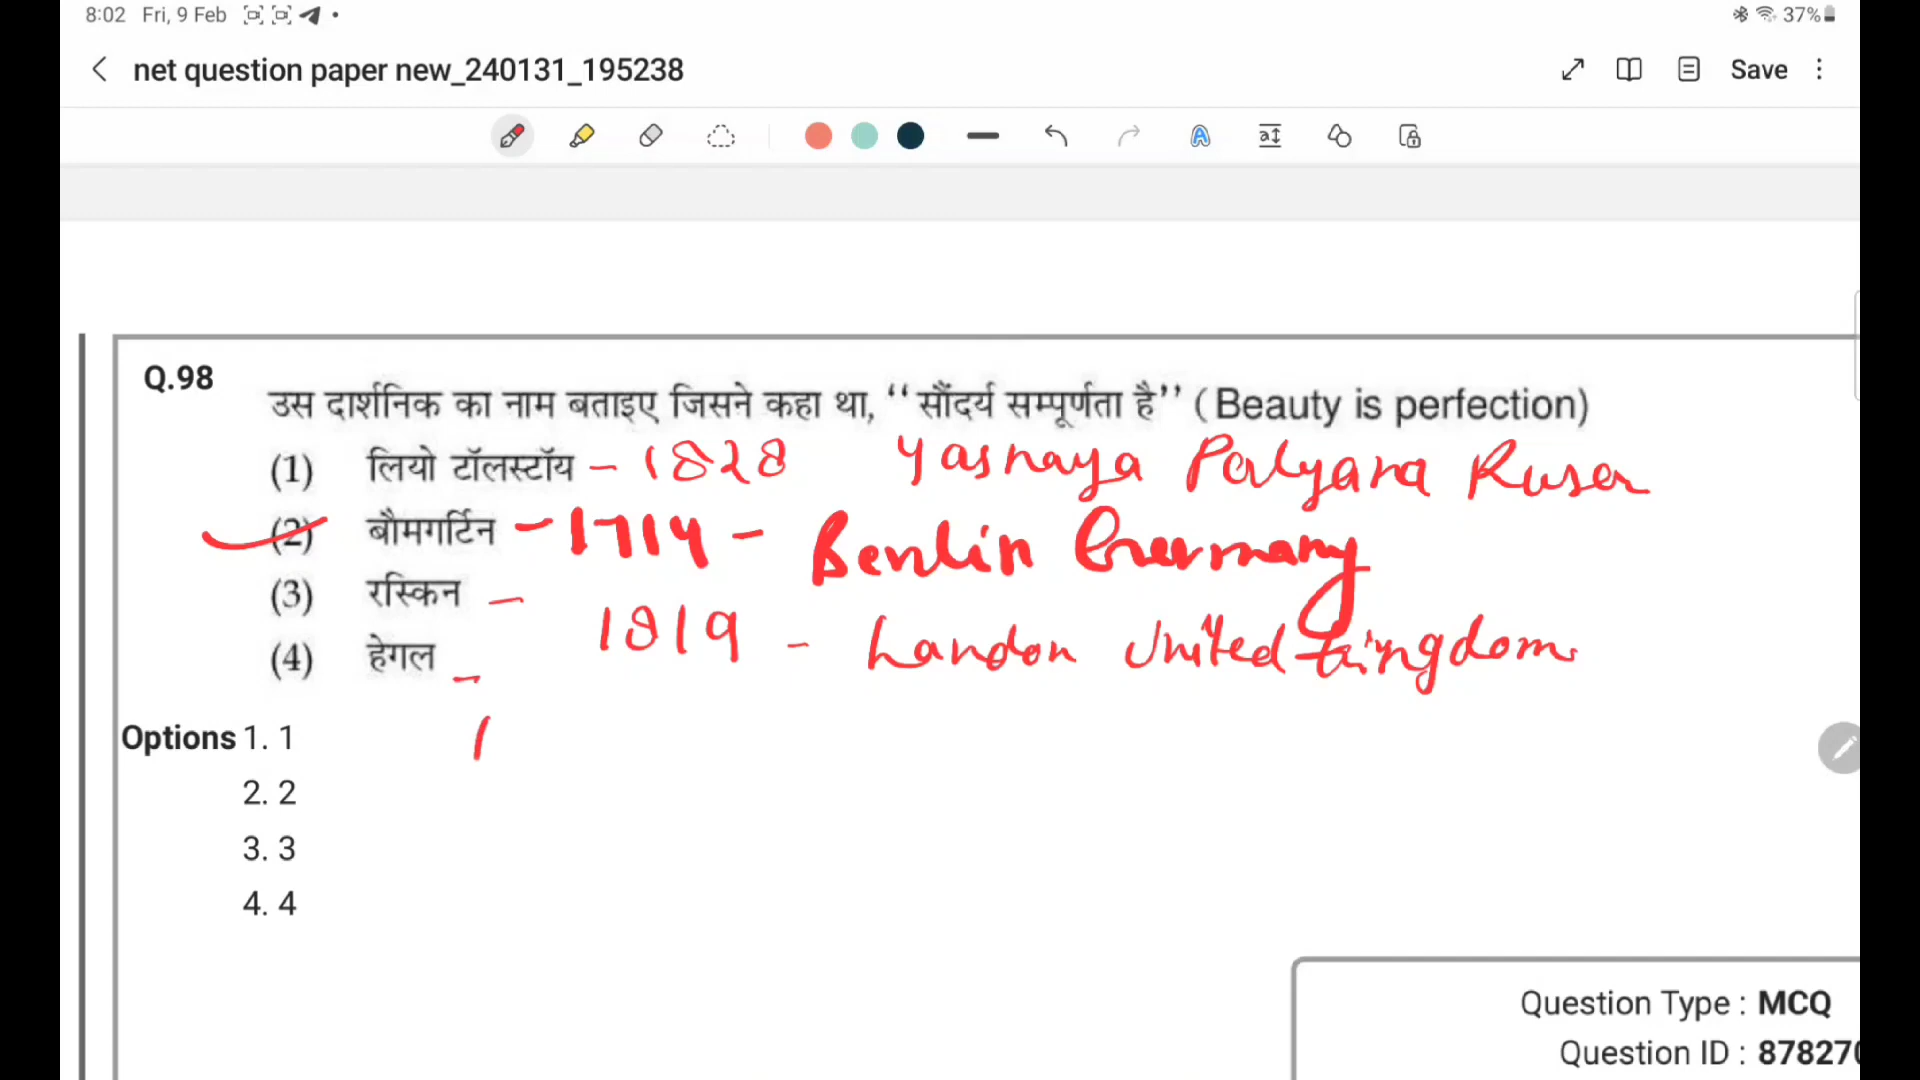 8:02 Fri, 9 Feb
37%
net question paper new_240131_195238
Save
Q.98
उस दार्शनिक का नाम बताइए जिसने कहा था, “सौंदर्य सम्पूर्णता है” (Beauty is perfection)
(1) लियो टॉलस्टॉय - 1828 Yasnaya Polyana
(2) बौमगर्टिन - 1714 - Berlin Germany
(3) रस्किन - 1819 - London United Kingdom
(4) हेगल -
Options 1. 1
2. 2
3. 3
4. 4
Question Type : MCQ
Question ID : 87827